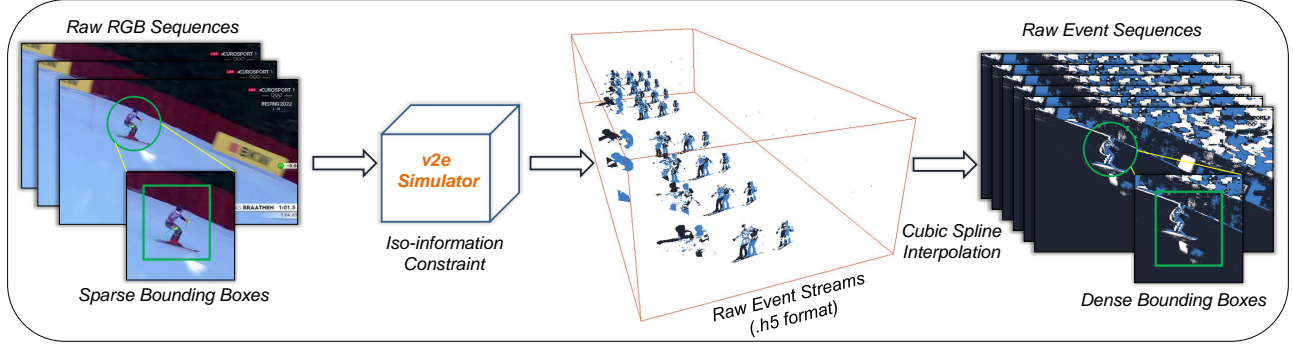 Raw RGB Sequences
LIVE EUROSPORT 1
BEIJING 2022
BRAATHEN 1:01.5
Sparse Bounding Boxes
v2e
Simulator
Iso-information
Constraint
Raw Event Streams
(.h5 format)
Cubic Spline
Interpolation
Raw Event Sequences
Dense Bounding Boxes